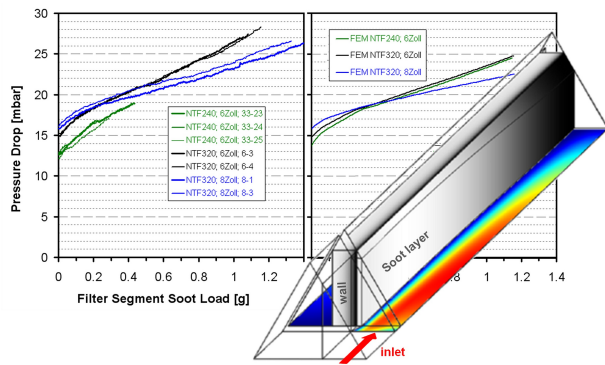 30
25
20
15
10
5
0
Pressure Drop [mbar]
NTF240; 6Zoll; 33-23
NTF240; 6Zoll; 33-24
NTF240; 6Zoll; 33-25
NTF320; 6Zoll; 6-3
NTF320; 6Zoll; 6-4
NTF320; 8Zoll; 8-1
NTF320; 8Zoll; 8-3
0 0.2 0.4 0.6 0.8 1
Filter Segment Soot Load [g]
FEM NTF240; 6Zoll
FEM NTF320; 6Zoll
FEM NTF320; 8Zoll
1 1.2 1.4
Soot layer
wall
inlet